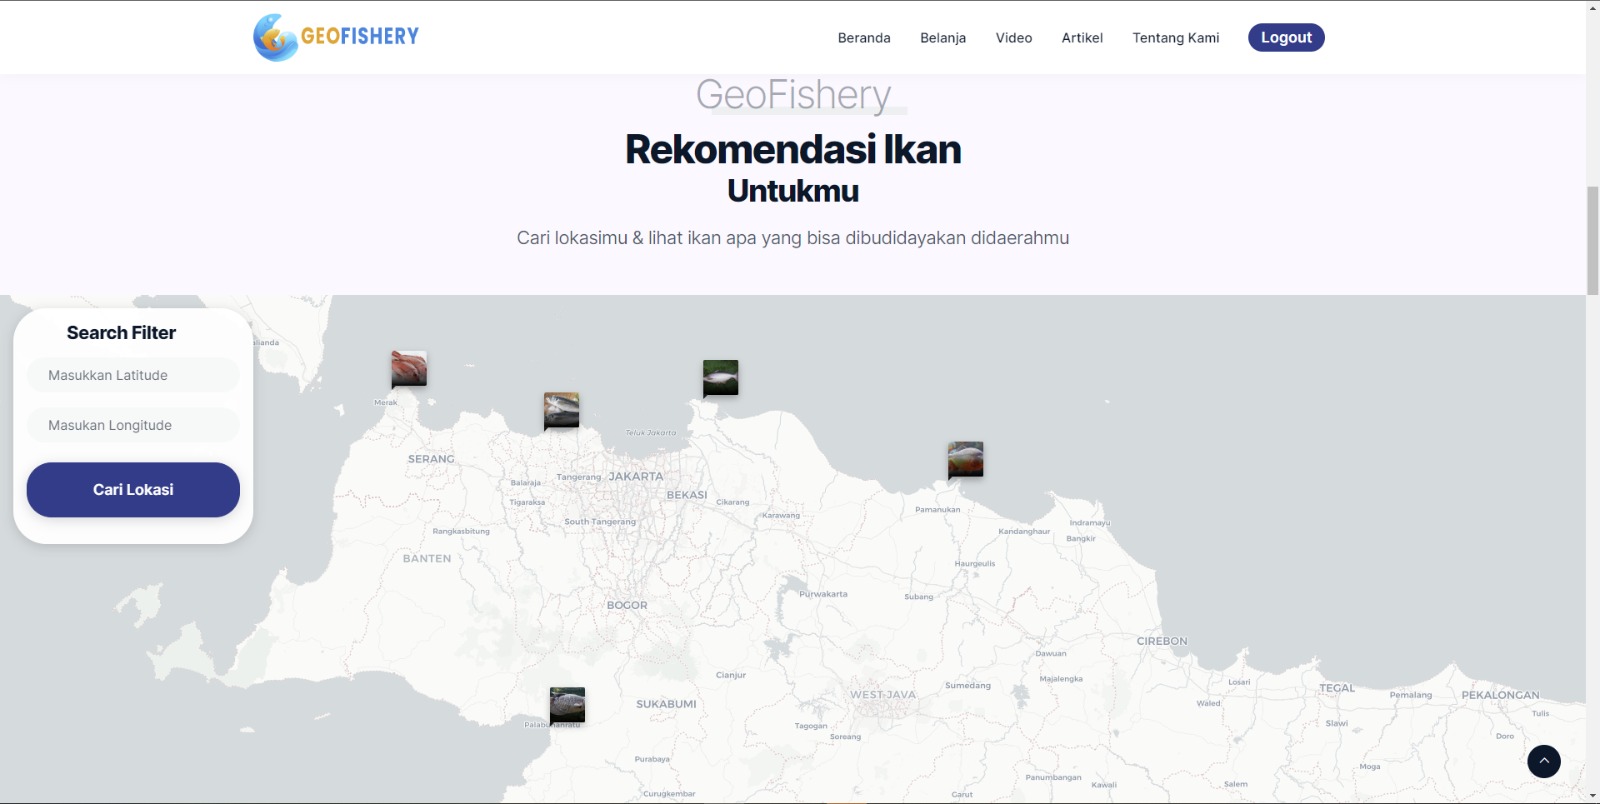 GEOFISHERY
Beranda Belanja Video Artikel Tentang Kami Logout
GeoFishery
Rekomendasi Ikan
Untukmu
Cari lokasimu & lihat ikan apa yang bisa dibudidayakan didaerahmu
Search Filter
Masukkan Latitude
Masukan Longitude
Cari Lokasi
Merak
Teluk Jakarta
SERANG
Balaraja
Tangerang
JAKARTA
BEKASI
Tigaraksa
Cikarang
South Tangerang
Karawang
Pamanukan
Rangkasbitung
Kandanghaur
Indramayu
Bangkir
BANTEN
Haurgeulis
Purwakarta
Subang
BOGOR
CIREBON
Dawuan
Cianjur
Sumedang
Majalengka
Losari
TEGAL
Pemalang
PEKALONGAN
SUKABUMI
WEST-JAVA
Waled
Tulis
Tagogan
Soreang
Slawi
Doro
Purabaya
Moga
Panumbangan
Kawali
Salem
Curugkembar
Garut